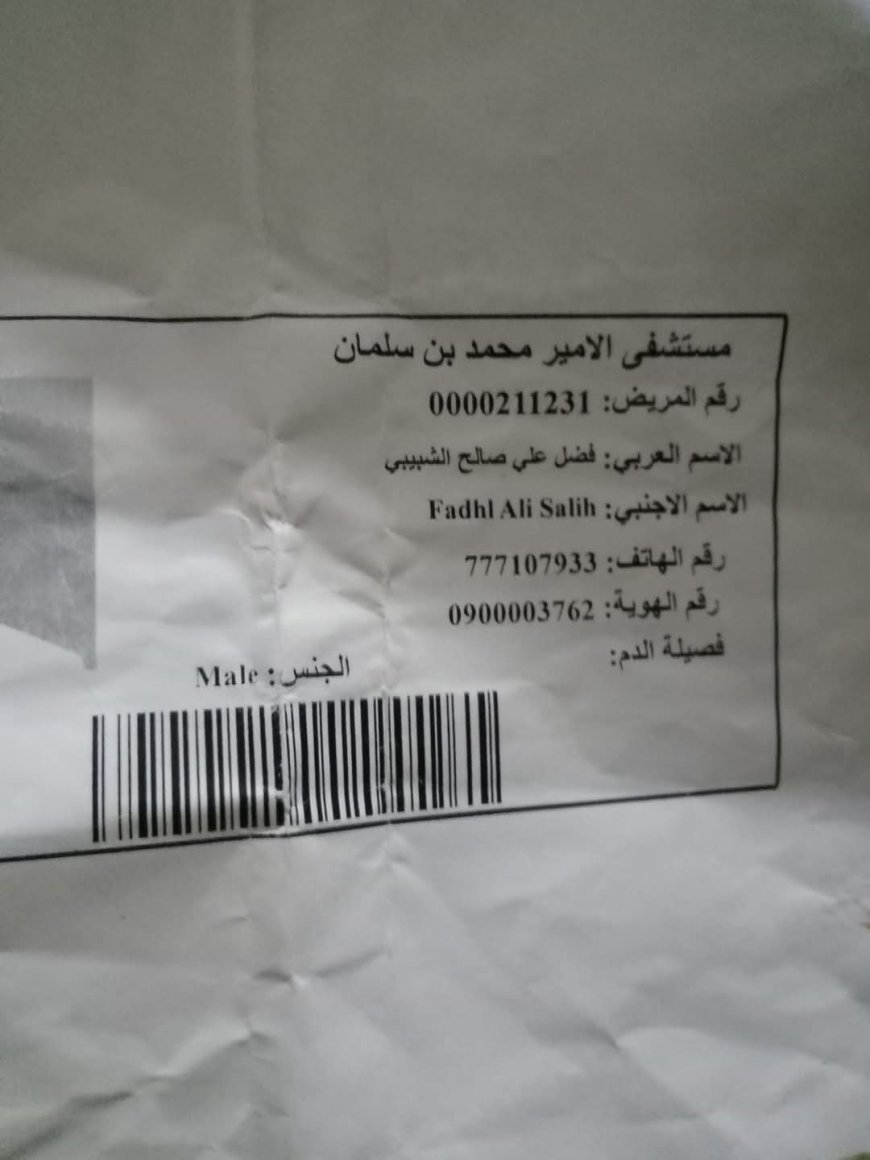 مستشفى الامير محمد بن سلمان
رقم المريض: 0000211231
الاسم العربي: فضل علي صالح الشبيبي
الاسم الاجنبي: Fadhl Ali Salih
رقم الهاتف: 777107933
رقم الهوية: 0900003762
فصيلة الدم:
الجنس: Male